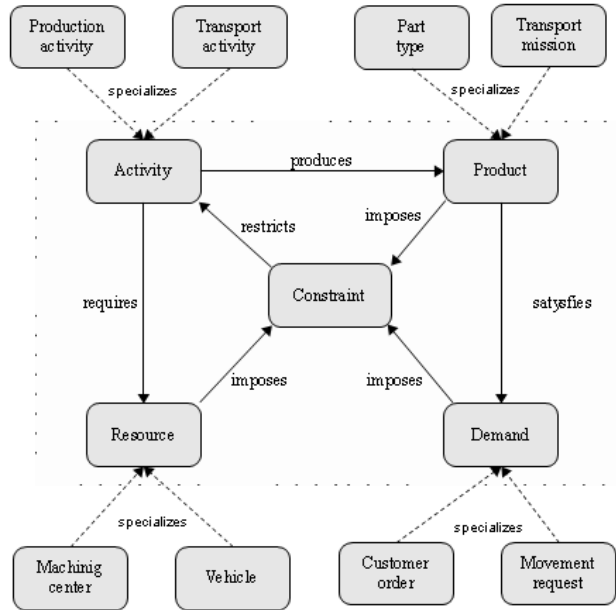 Production
activity
Transport
activity
Part
type
Transport
mission
specializes
specializes
Activity
produces
Product
restricts
imposes
requires
Constraint
satysfies
imposes
imposes
Resource
Demand
specializes
specializes
Machinig
center
Vehicle
Customer
order
Movement
request